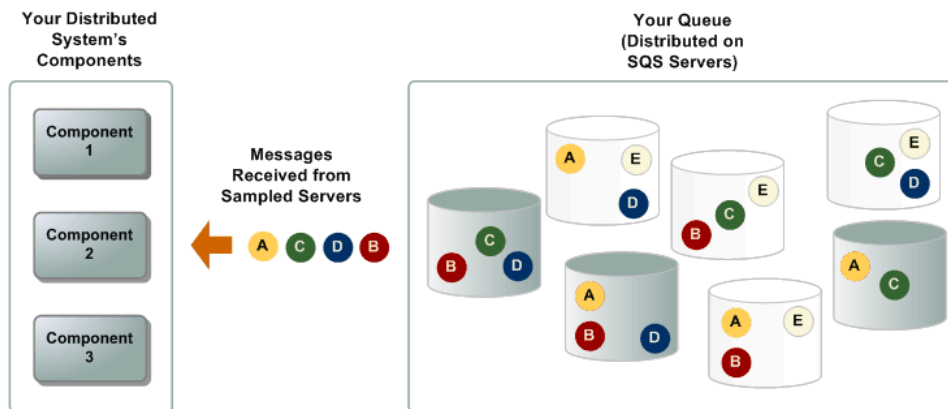 Your Distributed
System's
Components
Component
1
Component
2
Component
3
Messages
Received from
Sampled Servers
A C D B
Your Queue
(Distributed on
SQS Servers)
A E
D
E
C
B
E
C
D
C
B D
A
B D
A E
B
A
C